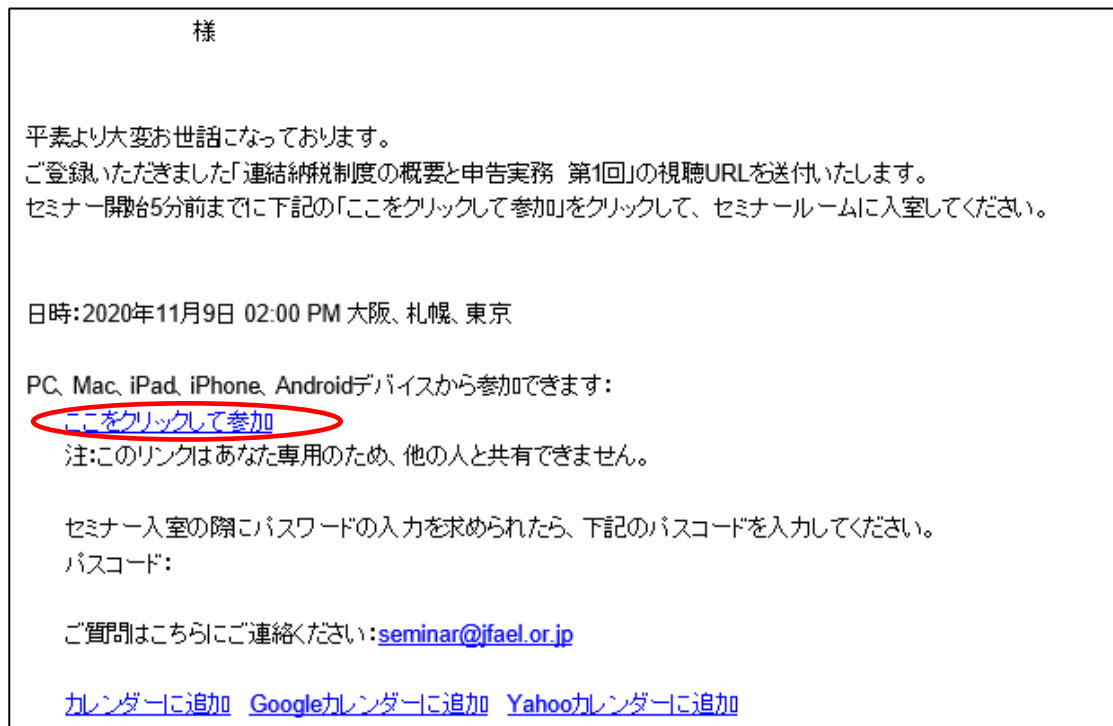 様
平素より大変お世話になっております。
ご登録いただきました「連結納税制度の概要と申告実務 第1回」の視聴URLを送付いたします。
セミナー開始5分前までに下記の「ここをクリックして参加」をクリックして、セミナールームに入室してください。
日時:2020年11月9日 02:00 PM 大阪、札幌、東京
PC、Mac、iPad、iPhone、Androidデバイスから参加できます:
ここをクリックして参加
注:このリンクはあなた専用のため、他の人と共有できません。
セミナー入室の際にパスワードの入力を求められたら、下記のパスコードを入力してください。
パスコード:
ご質問はこちらにご連絡ください:seminar@jfael.or.jp
カレンダーに追加 Googleカレンダーに追加 Yahooカレンダーに追加